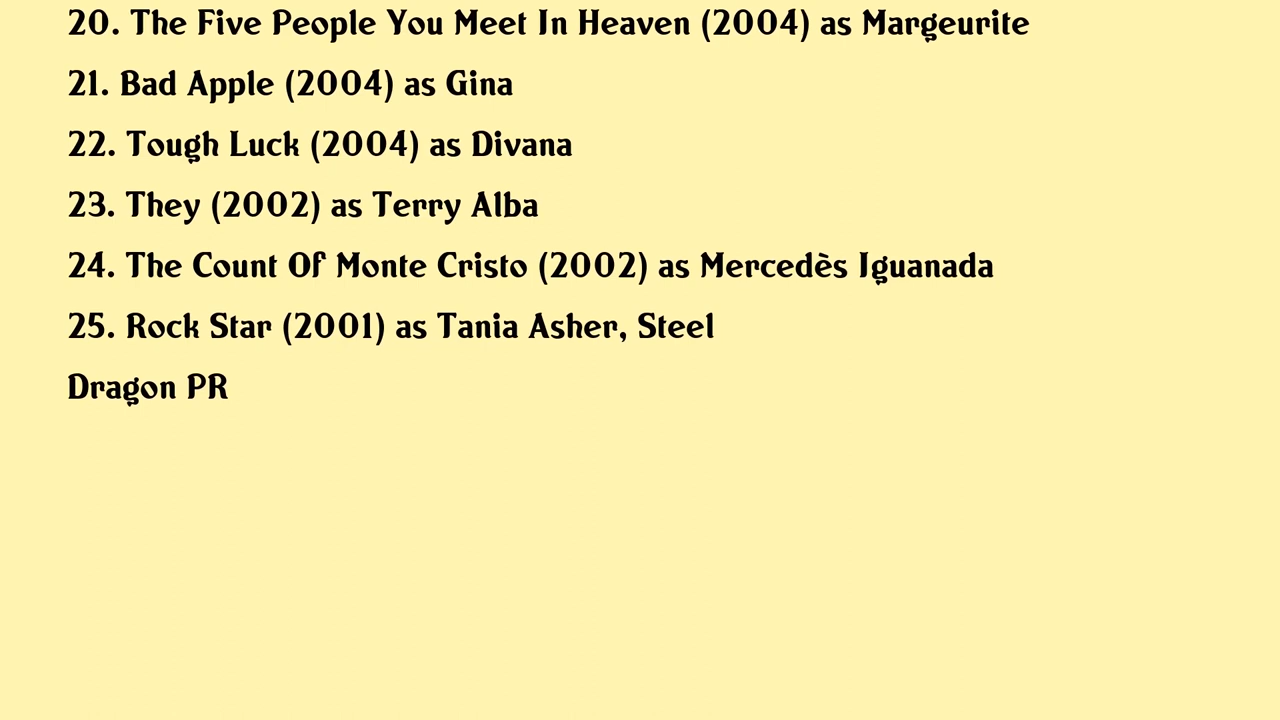 20. The Five People You Meet In Heaven (2004) as Margeurite
21. Bad Apple (2004) as Gina
22. Tough Luck (2004) as Divana
23. They (2002) as Terry Alba
24. The Count Of Monte Cristo (2002) as Mercedès Iguanada
25. Rock Star (2001) as Tania Asher, Steel
Dragon PR